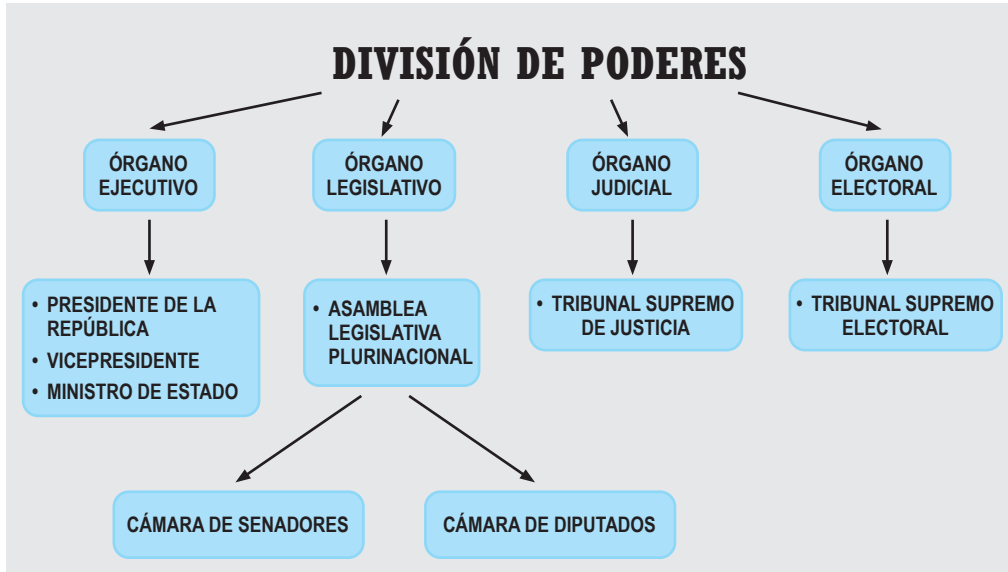 DIVISIÓN DE PODERES
ÓRGANO
EJECUTIVO
ÓRGANO
LEGISLATIVO
ÓRGANO
JUDICIAL
ÓRGANO
ELECTORAL
• PRESIDENTE DE LA
REPÚBLICA
• VICEPRESIDENTE
• MINISTRO DE ESTADO
• ASAMBLEA
LEGISLATIVA
PLURINACIONAL
• TRIBUNAL SUPREMO
DE JUSTICIA
• TRIBUNAL SUPREMO
ELECTORAL
CÁMARA DE SENADORES
CÁMARA DE DIPUTADOS